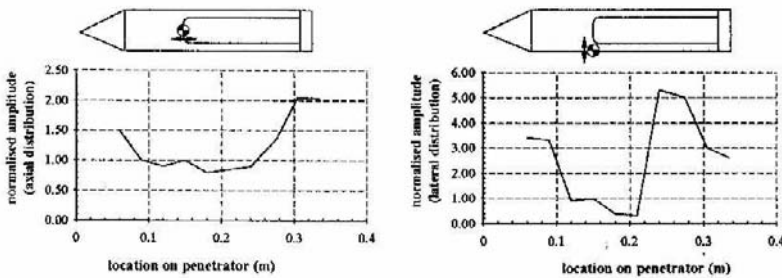 normalised amplitude
(axial distribution)
2.50
2.00
1.50
1.00
0.50
0.00
0 0.1 0.2 0.3 0.4
location on penetrator (m)
normalised amplitude
(lateral distribution)
6.00
5.00
4.00
3.00
2.00
1.00
0.00
0 0.1 0.2 0.3 0.4
location on penetrator (m)